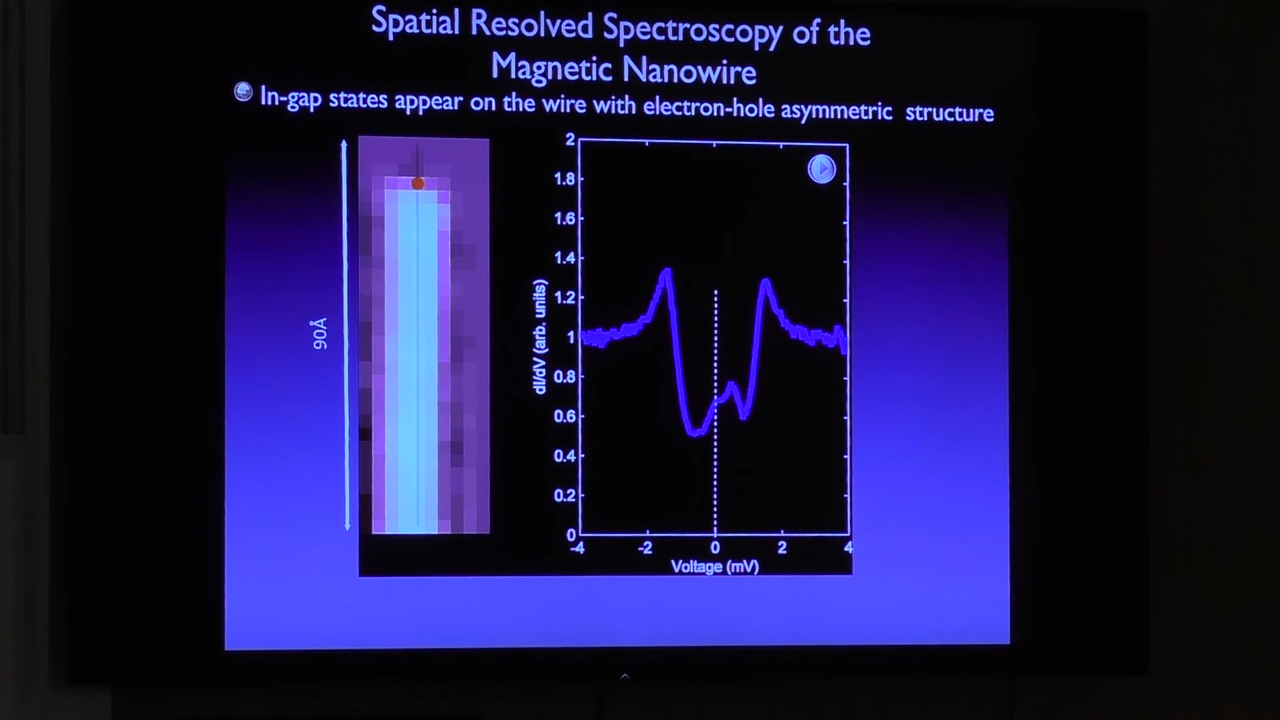 Spatial Resolved Spectroscopy of the
Magnetic Nanowire
In-gap states appear on the wire with electron-hole asymmetric structure
90Å
dI/dV (arb. units)
2
1.8
1.6
1.4
1.2
1
0.8
0.6
0.4
0.2
0
-4 -2 0 2 4
Voltage (mV)